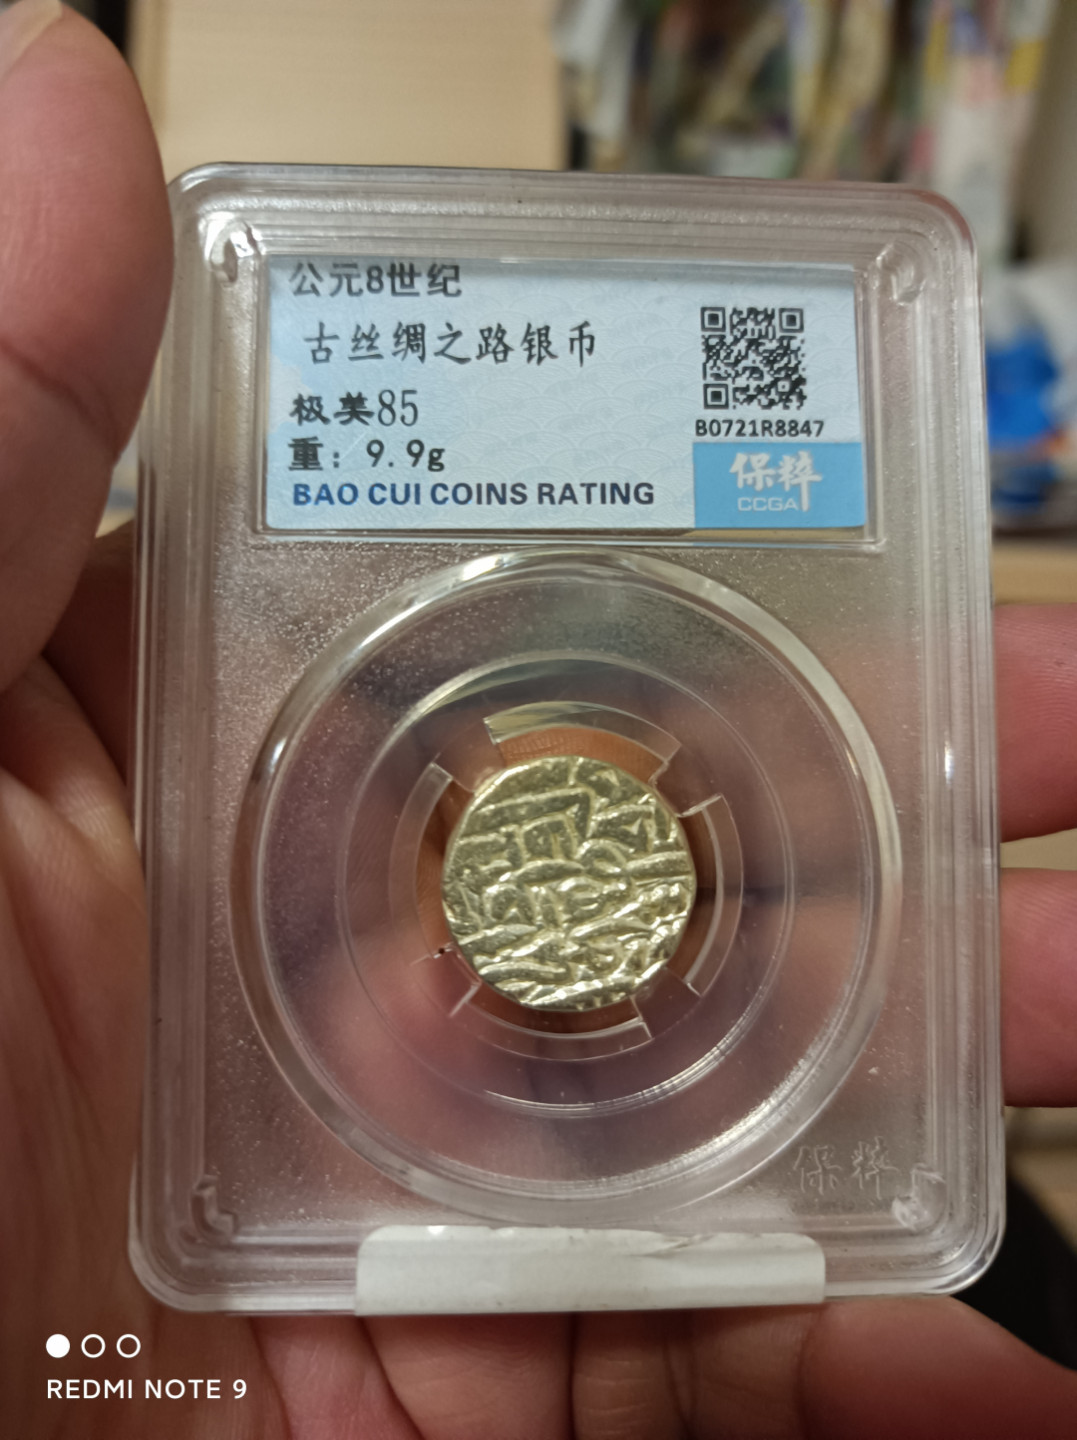 公元8世纪
古丝绸之路银币
极美85
重: 9.9g
BAO CUI COINS RATING
B0721R8847
保粹
CCGA
保粹
REDMI NOTE 9